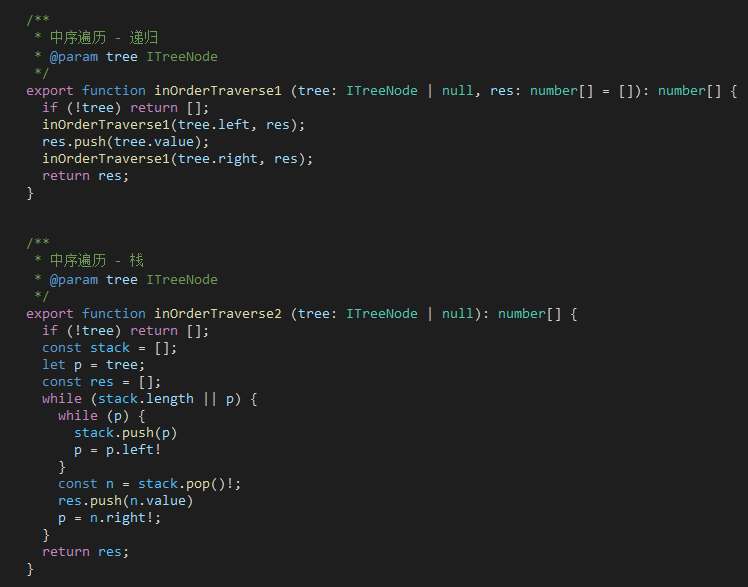 /**
 * 中序遍历 - 递归
 * @param tree ITreeNode
 */
export function inOrderTraverse1 (tree: ITreeNode | null, res: number[] = []): number[] {
  if (!tree) return [];
  inOrderTraverse1(tree.left, res);
  res.push(tree.value);
  inOrderTraverse1(tree.right, res);
  return res;
}

/**
 * 中序遍历 - 栈
 * @param tree ITreeNode
 */
export function inOrderTraverse2 (tree: ITreeNode | null): number[] {
  if (!tree) return [];
  const stack = [];
  let p = tree;
  const res = [];
  while (stack.length || p) {
    while (p) {
      stack.push(p)
      p = p.left!
    }
    const n = stack.pop()!;
    res.push(n.value)
    p = n.right!;
  }
  return res;
}